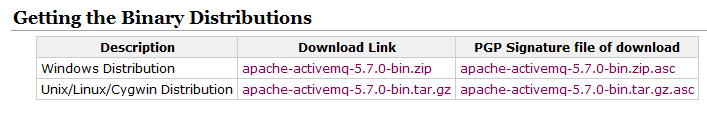 Getting the Binary Distributions
Description Download Link PGP Signature file of download
Windows Distribution apache-activemq-5.7.0-bin.zip apache-activemq-5.7.0-bin.zip.asc
Unix/Linux/Cygwin Distribution apache-activemq-5.7.0-bin.tar.gz apache-activemq-5.7.0-bin.tar.gz.asc